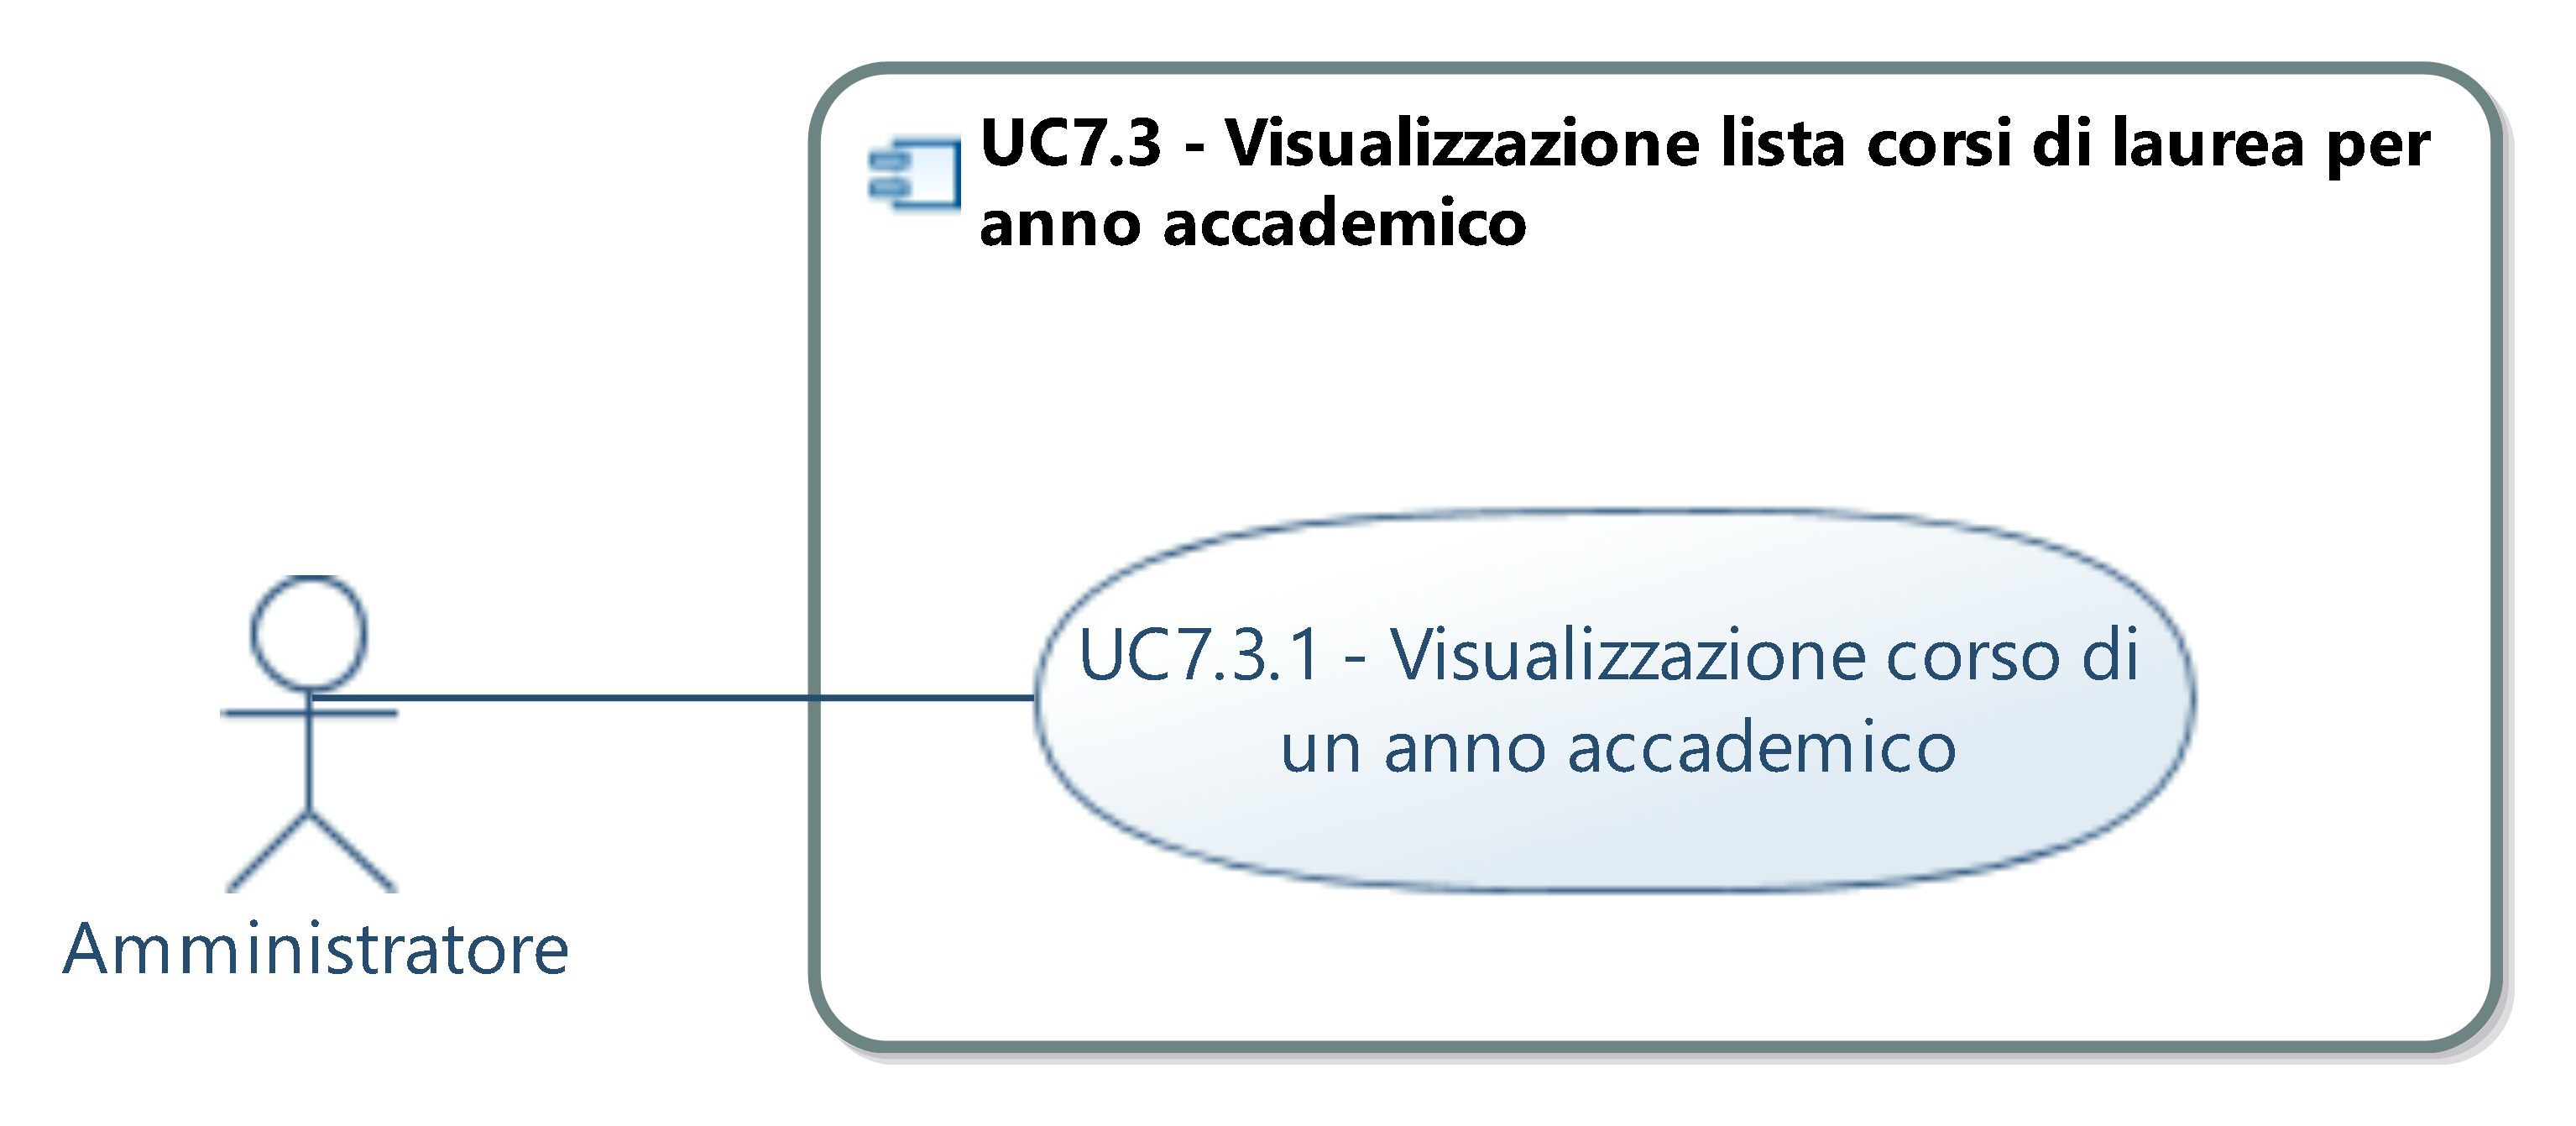 UC7.3 - Visualizzazione lista corsi di laurea per
anno accademico
UC7.3.1 - Visualizzazione corso di
un anno accademico
Amministratore